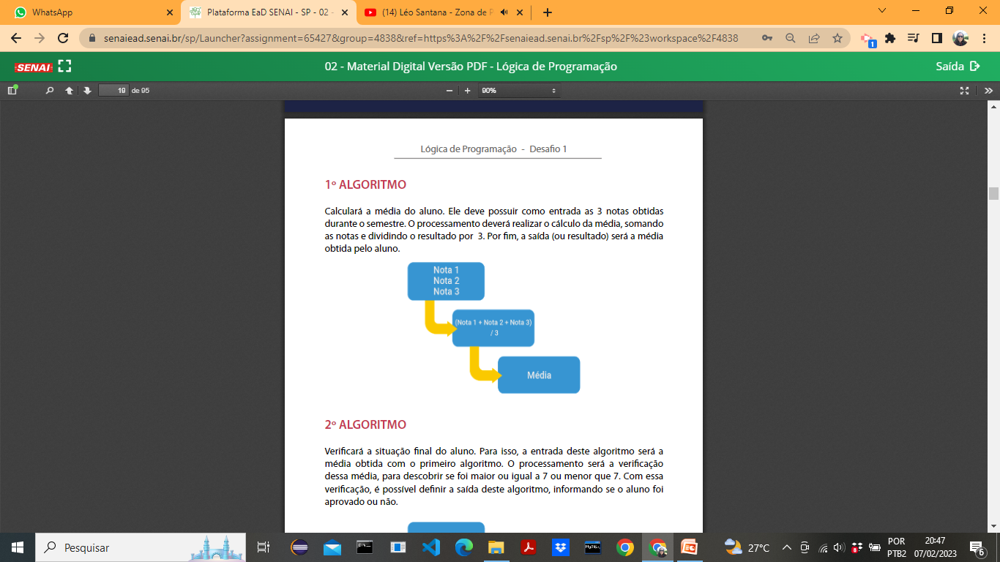 WhatsApp
Plataforma EaD SENAI - SP - 02 -
(14) Léo Santana - Zona de P
senaiead.senai.br/sp/Launcher?assignment=65427&group=4838&ref=https%3A%2F%2Fsenaiead.senai.br%2Fsp%2F%23workspace%2F4838
1
SENAI
02 - Material Digital Versão PDF - Lógica de Programação
Saída
19 de 95
90%
Lógica de Programação - Desafio 1
1º ALGORITMO
Calculará a média do aluno. Ele deve possuir como entrada as 3 notas obtidas
durante o semestre. O processamento deverá realizar o cálculo da média, somando
as notas e dividindo o resultado por 3. Por fim, a saída (ou resultado) será a média
obtida pelo aluno.
Nota 1
Nota 2
Nota 3
(Nota 1 + Nota 2 + Nota 3)
/ 3
Média
2º ALGORITMO
Verificará a situação final do aluno. Para isso, a entrada deste algoritmo será a
média obtida com o primeiro algoritmo. O processamento será a verificação
dessa média, para descobrir se foi maior ou igual a 7 ou menor que 7. Com essa
verificação, é possível definir a saída deste algoritmo, informando se o aluno foi
aprovado ou não.
Pesquisar
MySQL
27°C
POR
PTB2
20:47
07/02/2023
6